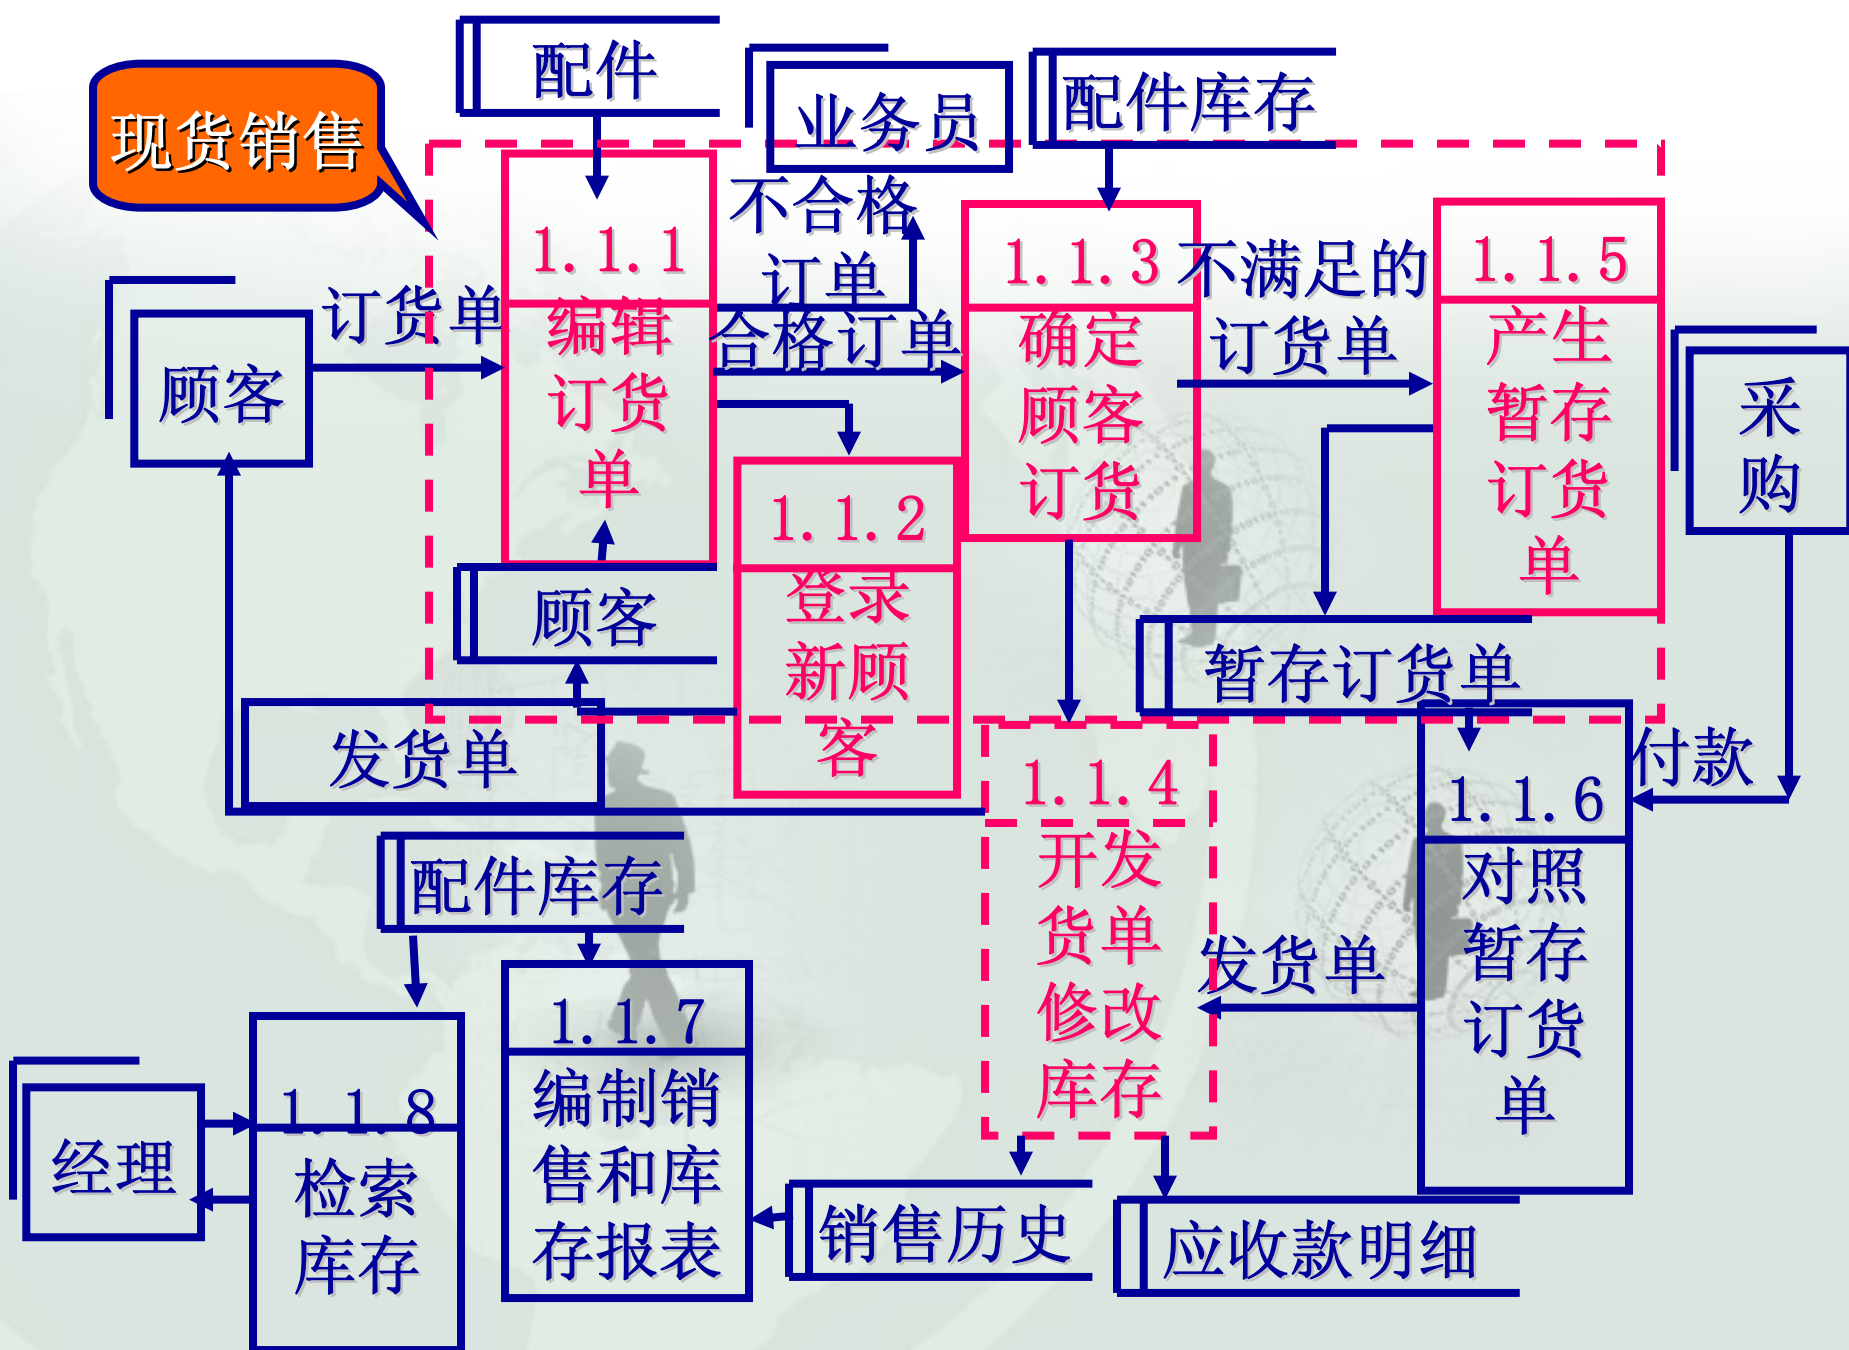 配件
业务员
配件库存
现货销售
1.1.1
编辑
订货
单
不合格
订单
合格订单
1.1.3
确定
顾客
订货
不满足的
订货单
1.1.5
产生
暂存
订货
单
订货单
顾客
采
购
1.1.2
登录
新顾
客
顾客
暂存订货单
发货单
1.1.4
开发
货单
修改
库存
付款
1.1.6
对照
暂存
订货
单
配件库存
发货单
1.1.7
编制销
售和库
存报表
1.1.8
检索
库存
经理
销售历史
应收款明细